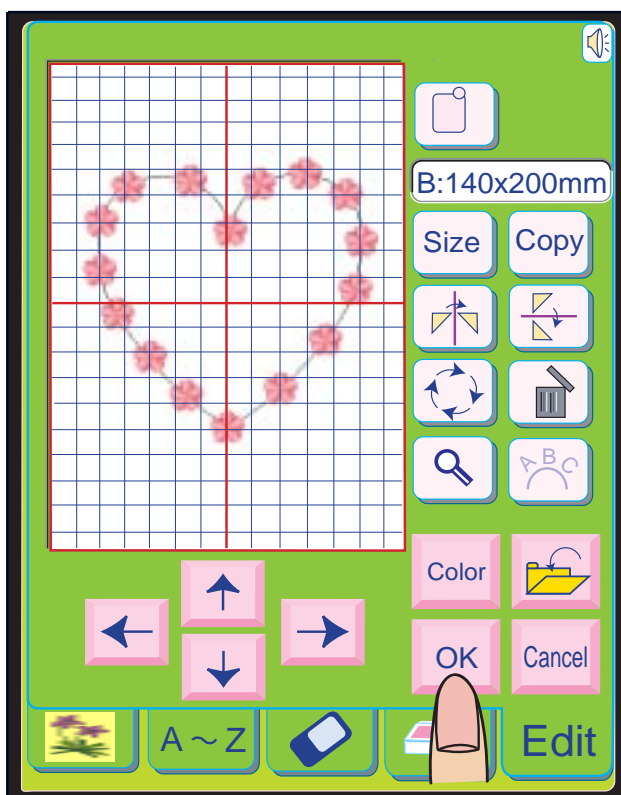 B:140x200mm
Size
Copy
A B C
Color
OK
Cancel
A ~ Z
Edit